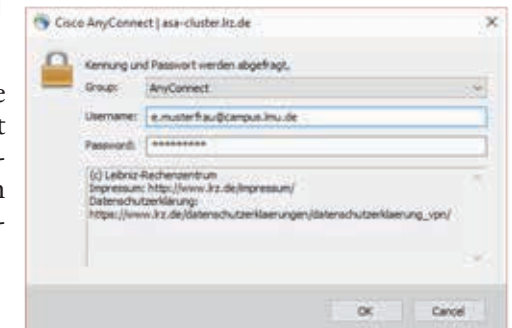 Cisco AnyConnect | asa-cluster.lrz.de
Kennung und Passwort werden abgefragt.
Group: AnyConnect
Username: e.musterfrau@campus.lmu.de
Password: *********
(c) Leibniz-Rechenzentrum
Impressum: http://www.lrz.de/impressum/
Datenschutzerklärung:
https://www.lrz.de/datenschutzerklaerungen/datenschutzerklaerung_vpn/
OK Cancel